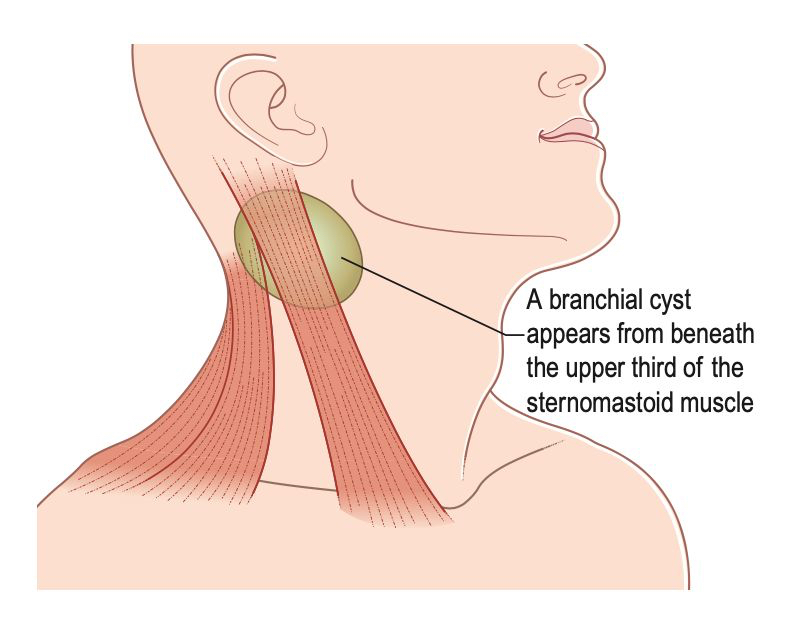 A branchial cyst
appears from beneath
the upper third of the
sternomastoid muscle